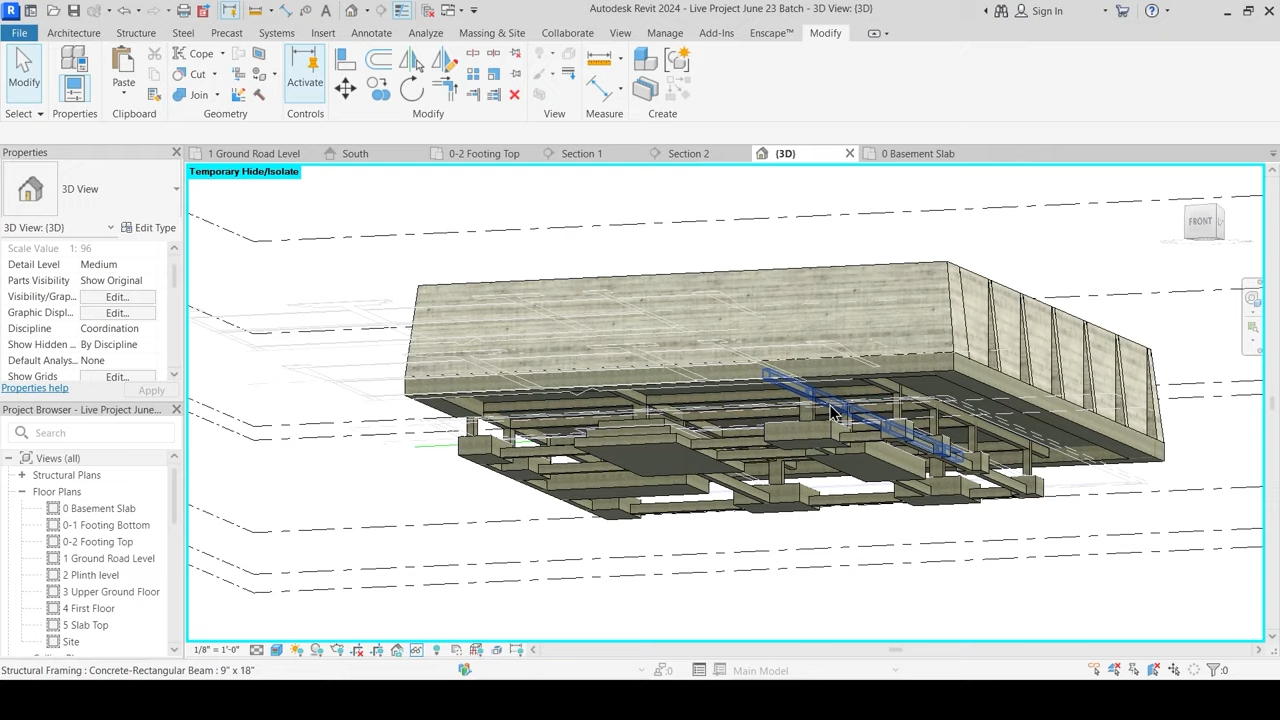 Autodesk Revit 2024 - Live Project June 23 Batch - 3D View: {3D}
Sign In
File Architecture Structure Steel Precast Systems Insert Annotate Analyze Massing & Site Collaborate View Manage Add-Ins Enscape™ Modify
Modify
Paste
Cope
Cut
Join
Activate
Select Properties Clipboard Geometry Controls Modify View Measure Create
Properties
1 Ground Road Level South 0-2 Footing Top Section 1 Section 2 {3D} 0 Basement Slab
Temporary Hide/Isolate
3D View
3D View: {3D} Edit Type
Scale Value 1: 96
Detail Level Medium
Parts Visibility Show Original
Visibility/Grap... Edit...
Graphic Displ... Edit...
Discipline Coordination
Show Hidden ... By Discipline
Default Analys... None
Show Grids Edit...
Properties help Apply
FRONT
Project Browser - Live Project June...
Search
Views (all)
Structural Plans
Floor Plans
0 Basement Slab
0-1 Footing Bottom
0-2 Footing Top
1 Ground Road Level
2 Plinth level
3 Upper Ground Floor
4 First Floor
5 Slab Top
Site
1/8" = 1'-0"
Structural Framing : Concrete-Rectangular Beam : 9" x 18"
:0
Main Model
:0